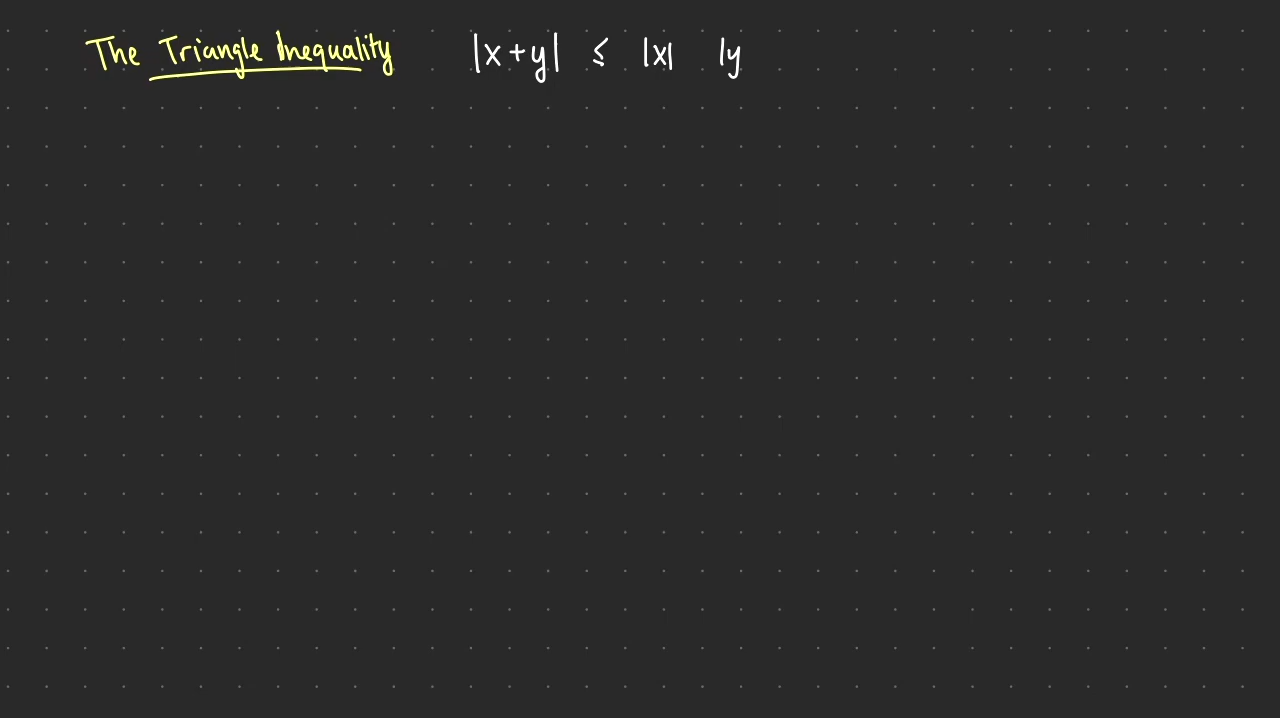 The Triangle Inequality |x+y| ≤ |x| |y